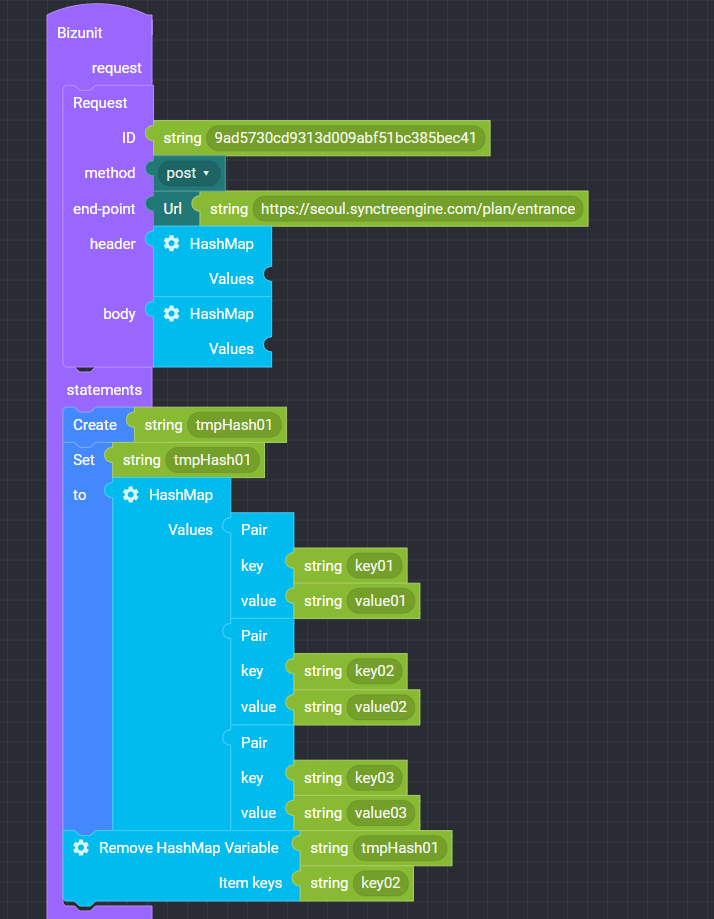 Bizunit
request
Request
ID string 9ad5730cd9313d009abf51bc385bec41
method post
end-point Url string https://seoul.synctreengine.com/plan/entrance
header HashMap
Values
body HashMap
Values
statements
Create string tmpHash01
Set string tmpHash01
to HashMap
Values Pair
key string key01
value string value01
Pair
key string key02
value string value02
Pair
key string key03
value string value03
Remove HashMap Variable string tmpHash01
Item keys string key02